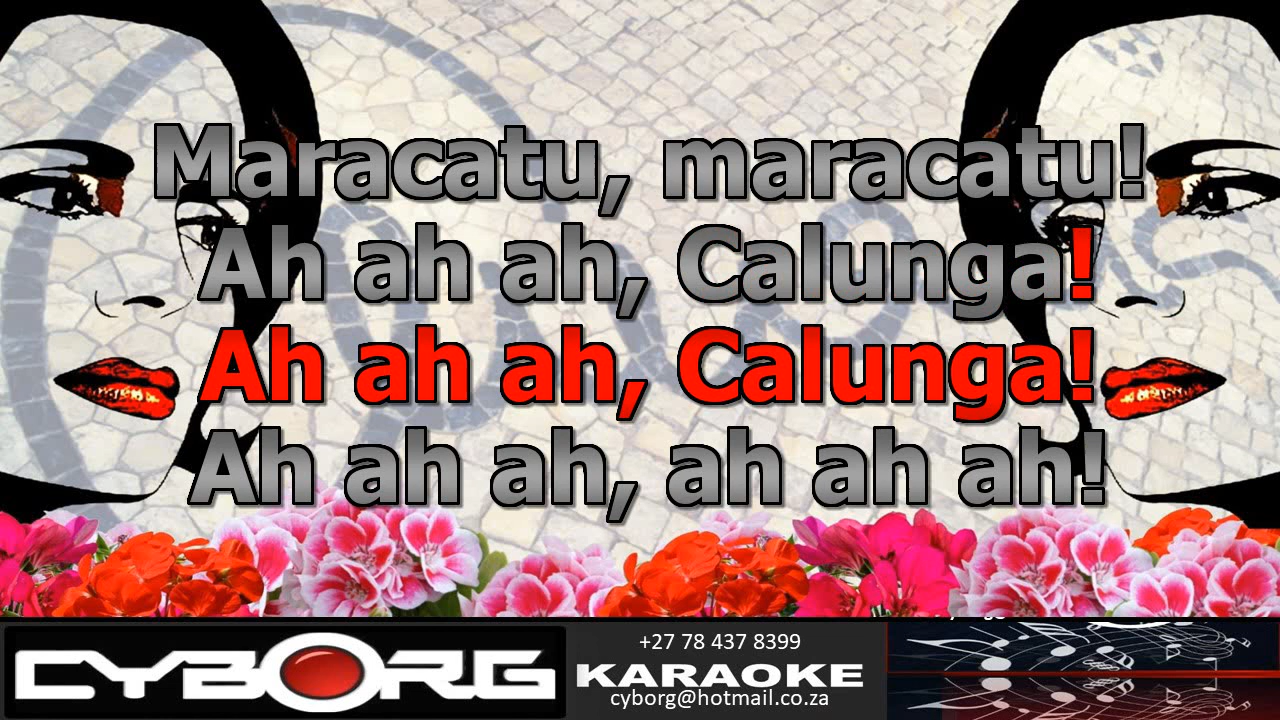 Maracatu, maracatu!
Ah ah ah, Calunga!
Ah ah ah, Calunga!
Ah ah ah, ah ah ah!
CYBORG
+27 78 437 8399
KARAOKE
cyborg@hotmail.co.za